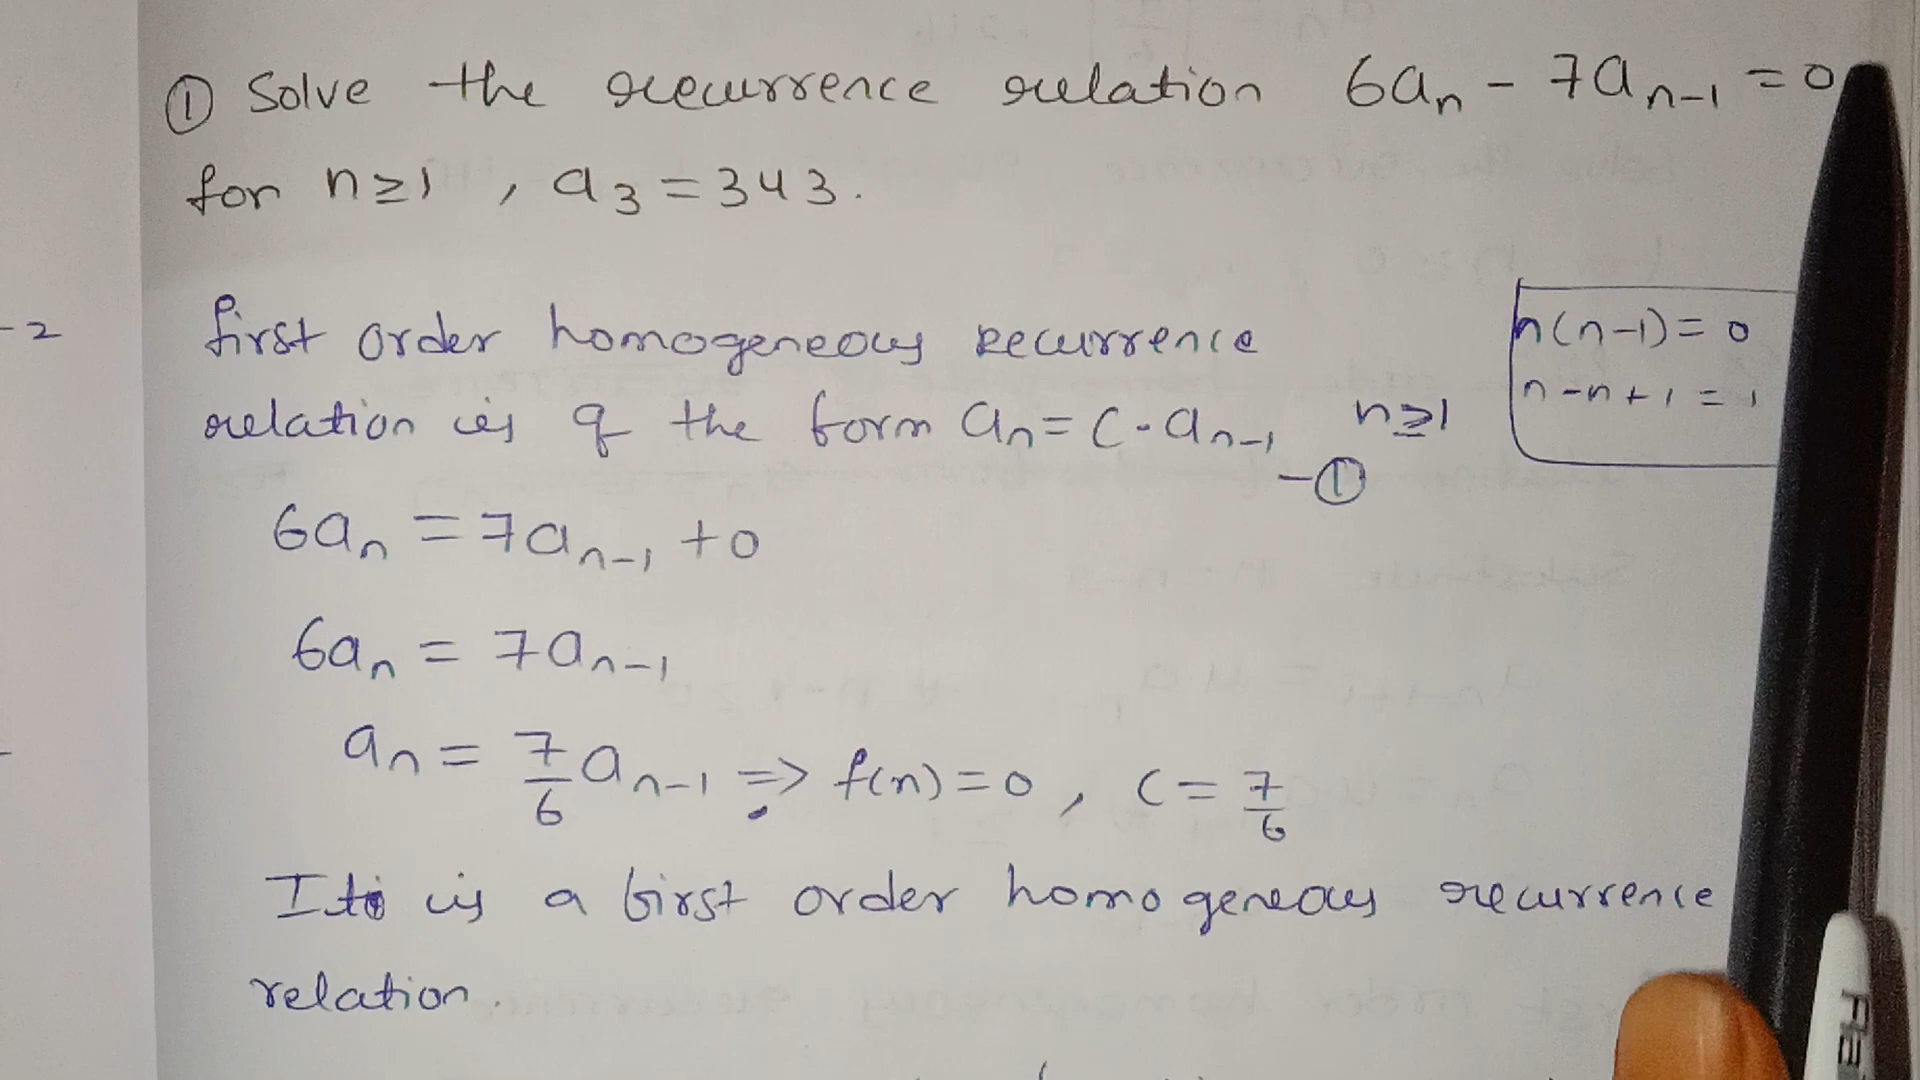 ① Solve the recurrence relation 6aₙ - 7aₙ₋₁ = 0
for n≥1 , a₃ = 343.
first order homogeneous recurrence
relation is of the form aₙ = C·aₙ₋₁ n≥1
-①
n(n-1) = 0
n-n+1 = 1
-2
6aₙ = 7aₙ₋₁ + 0
6aₙ = 7aₙ₋₁
aₙ = 7/6 aₙ₋₁ => f(n) = 0 , C = 7/6
It is a first order homogeneous recurrence
relation.